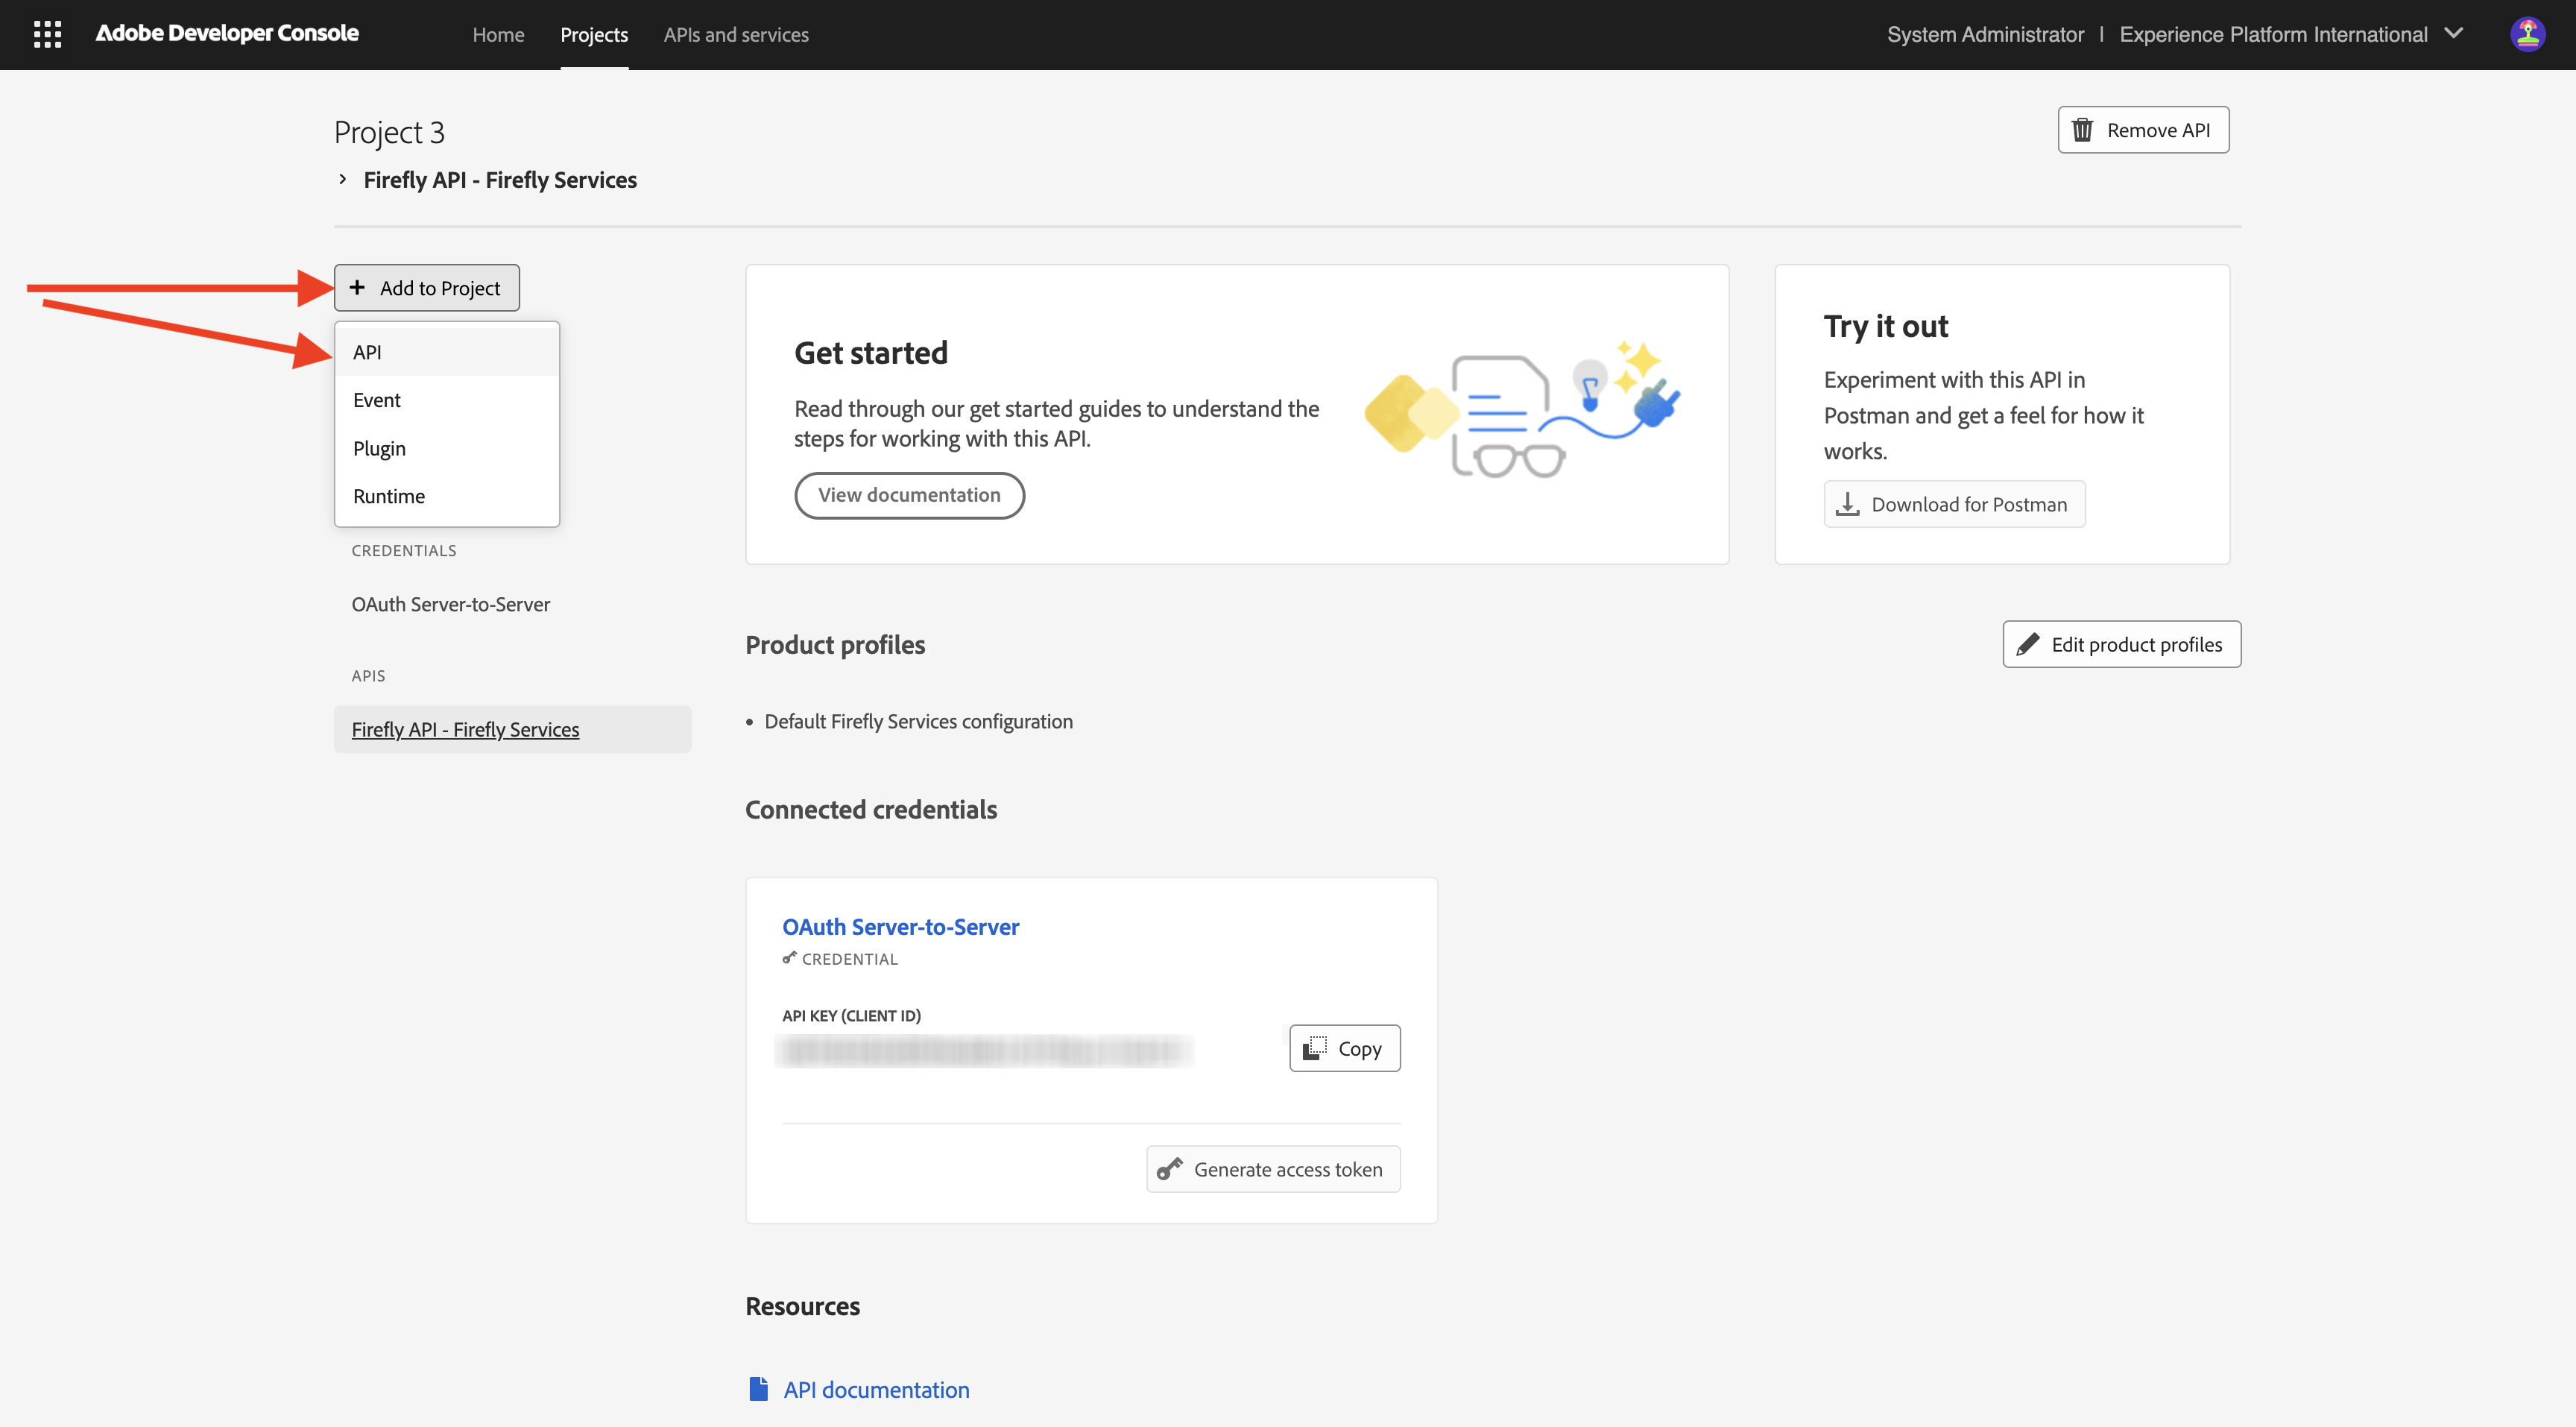 Adobe Developer Console
Home
Projects
APIs and services
System Administrator | Experience Platform International
Project 3
Remove API
Firefly API - Firefly Services
Add to Project
API
Event
Plugin
Runtime
CREDENTIALS
OAuth Server-to-Server
APIS
Firefly API - Firefly Services
Get started
Read through our get started guides to understand the
steps for working with this API.
View documentation
Try it out
Experiment with this API in
Postman and get a feel for how it
works.
Download for Postman
Product profiles
Edit product profiles
• Default Firefly Services configuration
Connected credentials
OAuth Server-to-Server
CREDENTIAL
API KEY (CLIENT ID)
Copy
Generate access token
Resources
API documentation